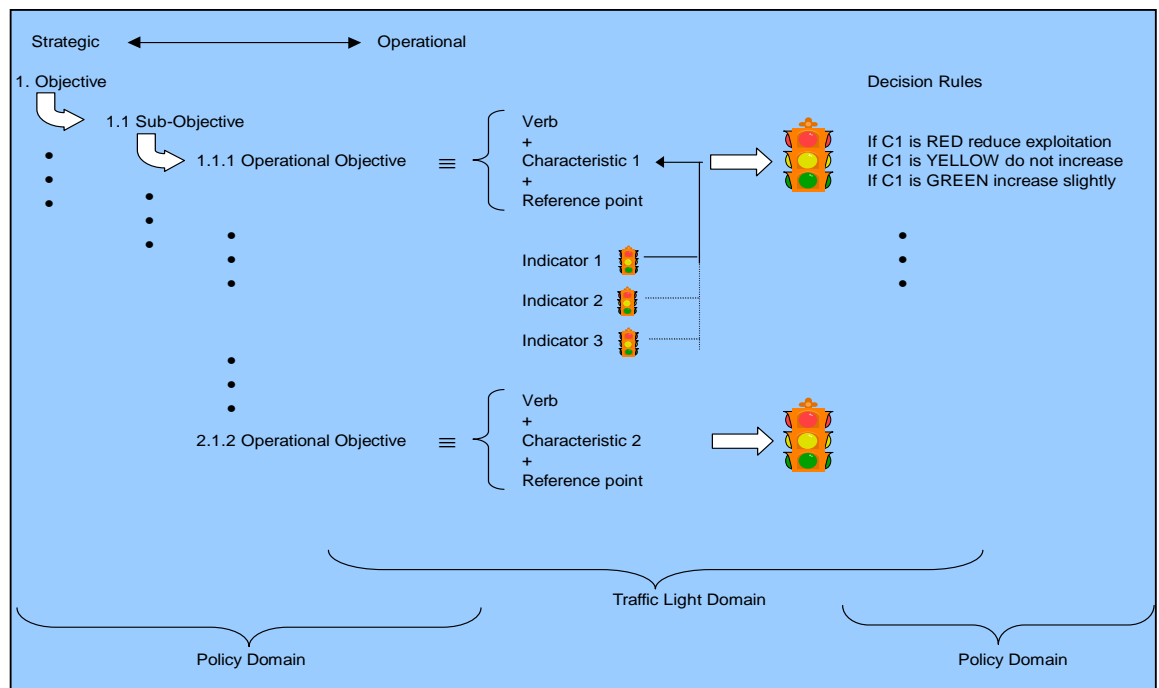 Strategic Operational
1. Objective Decision Rules
1.1 Sub-Objective
Verb
+
1.1.1 Operational Objective ≡ Characteristic 1
+
Reference point
If C1 is RED reduce exploitation
If C1 is YELLOW do not increase
If C1 is GREEN increase slightly
Indicator 1
Indicator 2
Indicator 3
Verb
+
2.1.2 Operational Objective ≡ Characteristic 2
+
Reference point
Traffic Light Domain
Policy Domain Policy Domain